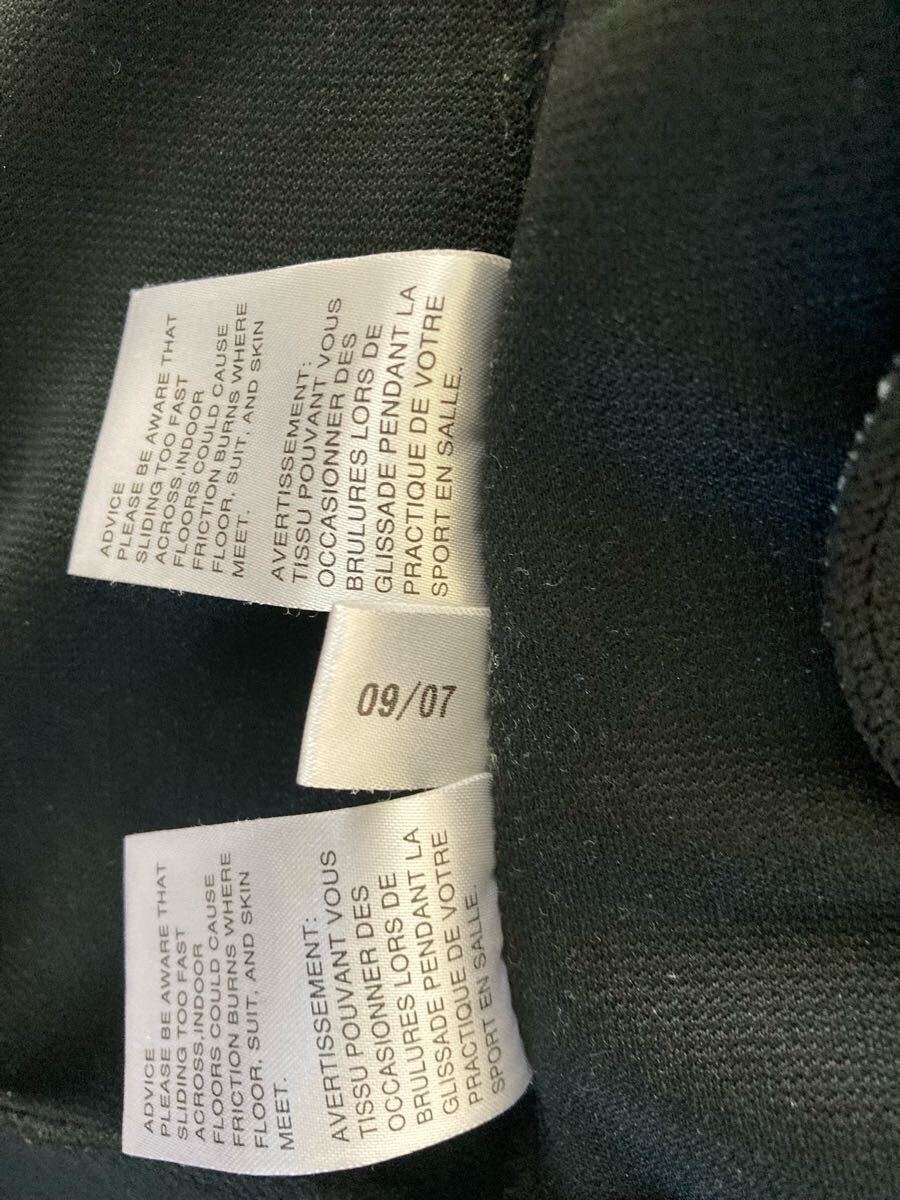 ADVICE
PLEASE BE AWARE THAT
SLIDING TOO FAST
ACROSS,INDOOR
FLOORS COULD CAUSE
FRICTION BURNS WHERE
FLOOR, SUIT, AND SKIN
MEET.
AVERTISSEMENT:
TISSU POUVANT VOUS
OCCASIONNER DES
BRULURES LORS DE
GLISSADE PENDANT LA
PRACTIQUE DE VOTRE
SPORT EN SALLE.
09/07
ADVICE
PLEASE BE AWARE THAT
SLIDING TOO FAST
ACROSS,INDOOR
FLOORS COULD CAUSE
FRICTION BURNS WHERE
FLOOR, SUIT, AND SKIN
MEET.
AVERTISSEMENT:
TISSU POUVANT VOUS
OCCASIONNER DES
BRULURES LORS DE
GLISSADE PENDANT LA
PRACTIQUE DE VOTRE
SPORT EN SALLE.